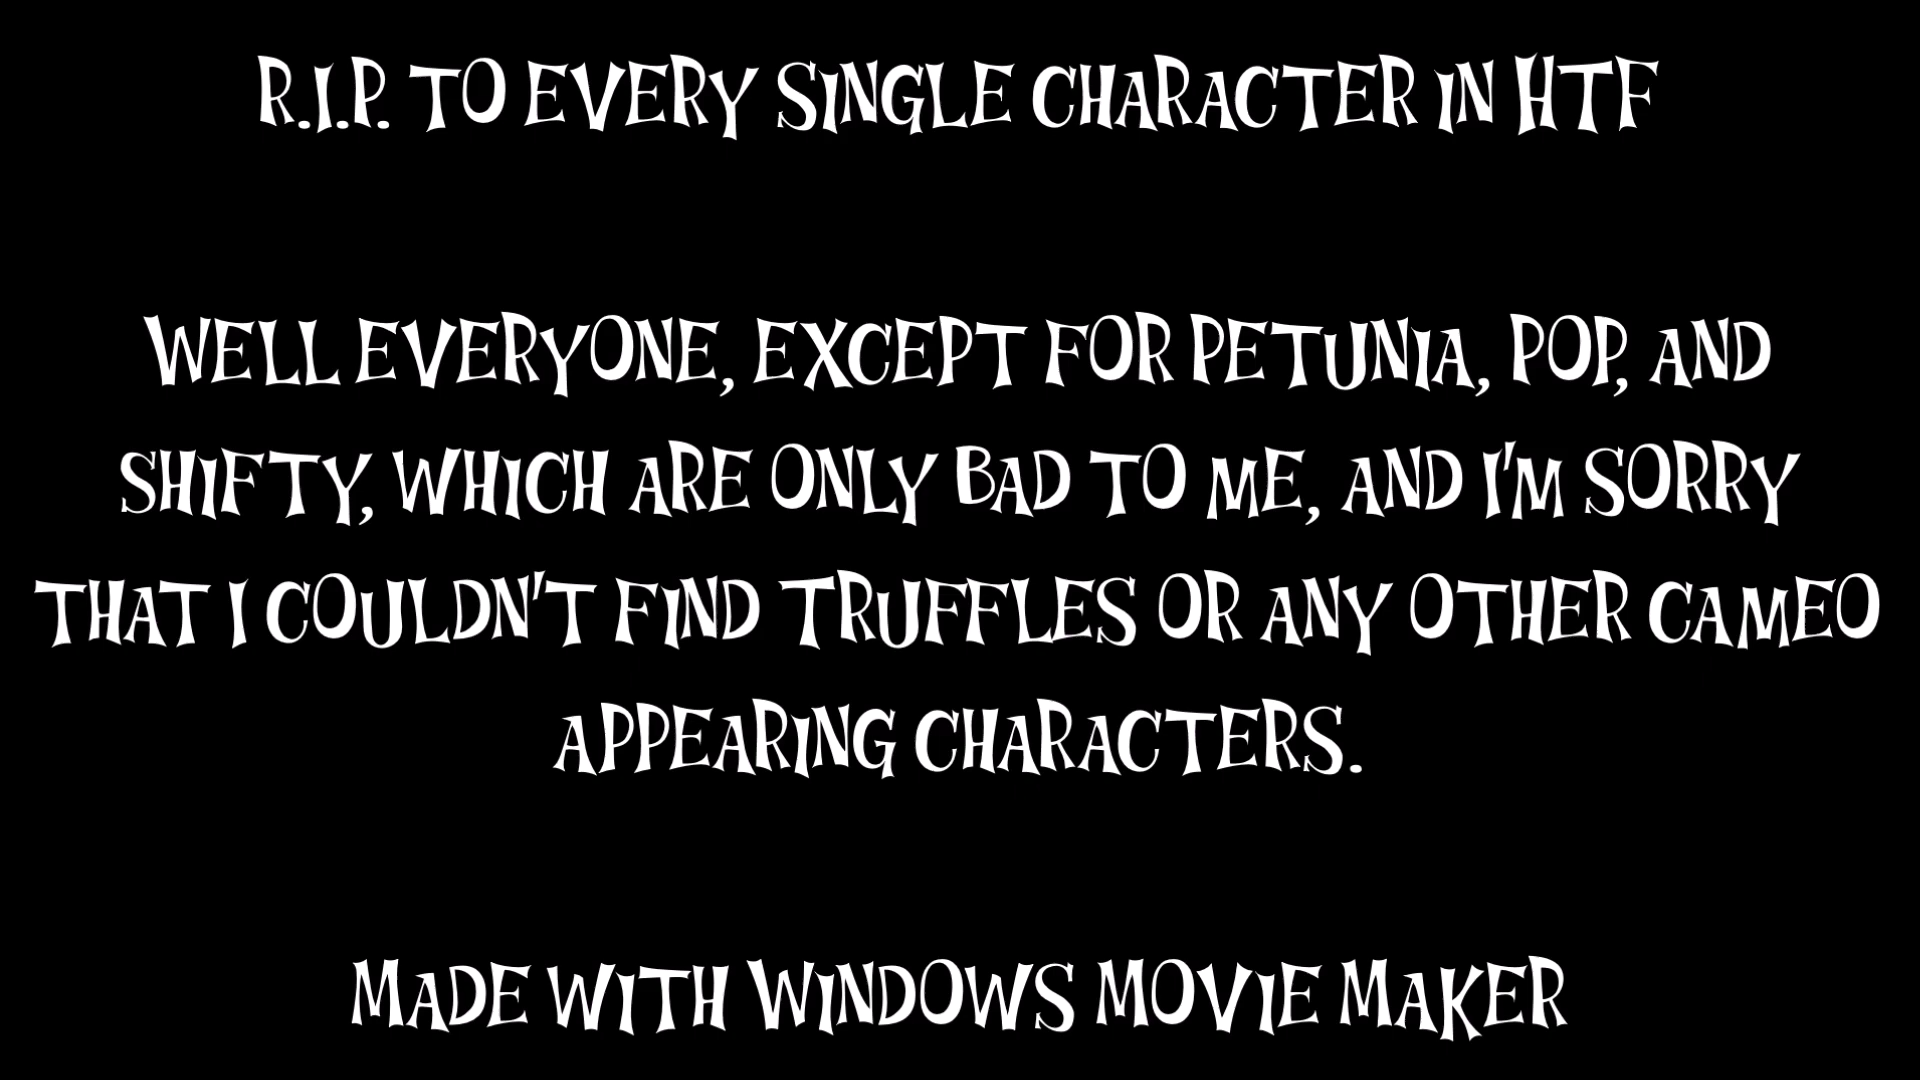 R.I.P. TO EVERY SINGLE CHARACTER IN HTF
WELL EVERYONE, EXCEPT FOR PETUNIA, POP, AND
SHIFTY, WHICH ARE ONLY BAD TO ME, AND I'M SORRY
THAT I COULDN'T FIND TRUFFLES OR ANY OTHER CAMEO
APPEARING CHARACTERS.
MADE WITH WINDOWS MOVIE MAKER